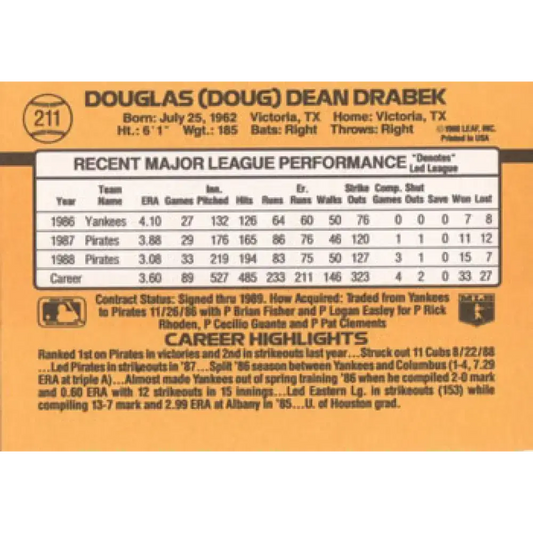 211
DOUGLAS (DOUG) DEAN DRABEK
Born: July 25, 1962 Victoria, TX Home: Victoria, TX
Ht.: 6'1" Wgt.: 185 Bats: Right Throws: Right
© 1988 LEAF, INC.
Printed in USA
RECENT MAJOR LEAGUE PERFORMANCE "Denotes" Led League
Year Team Name ERA Games Inn. Pitched Hits Runs Er. Runs Walks Strike Outs Comp. Games Shut Outs Save Won Lost
1986 Yankees 4.10 27 132 126 64 60 50 76 0 0 0 7 8
1987 Pirates 3.88 29 176 165 86 76 46 120 1 1 0 11 12
1988 Pirates 3.08 33 219 194 83 75 50 127 3 1 0 15 7
Career 3.60 89 527 485 233 211 146 323 4 2 0 33 27
Contract Status: Signed thru 1989. How Acquired: Traded from Yankees
to Pirates 11/26/86 with P Brian Fisher and P Logan Easley for P Rick
Rhoden, P Cecilio Guante and P Pat Clements
MLB
CAREER HIGHLIGHTS
Ranked 1st on Pirates in victories and 2nd in strikeouts last year...Struck out 11 Cubs 8/22/88
...Led Pirates in strikeouts in '87...Split '86 season between Yankees and Columbus (1-4, 7.29
ERA at triple A)...Almost made Yankees out of spring training '86 when he compiled 2-0 mark
and 0.60 ERA with 12 strikeouts in 15 innings...Led Eastern Lg. in strikeouts (153) while
compiling 13-7 mark and 2.99 ERA at Albany in '85...U. of Houston grad.